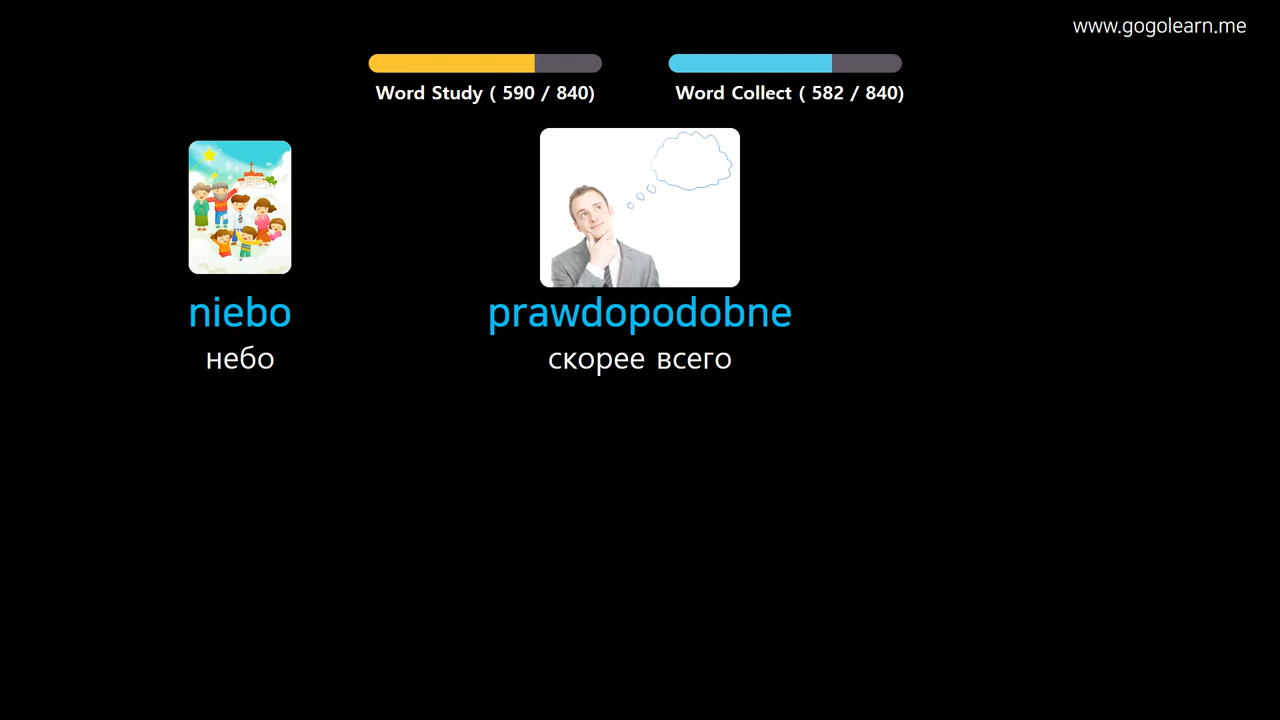 www.gogolearn.me
Word Study ( 590 / 840)
Word Collect ( 582 / 840)
niebo
небо
prawdopodobne
скорее всего